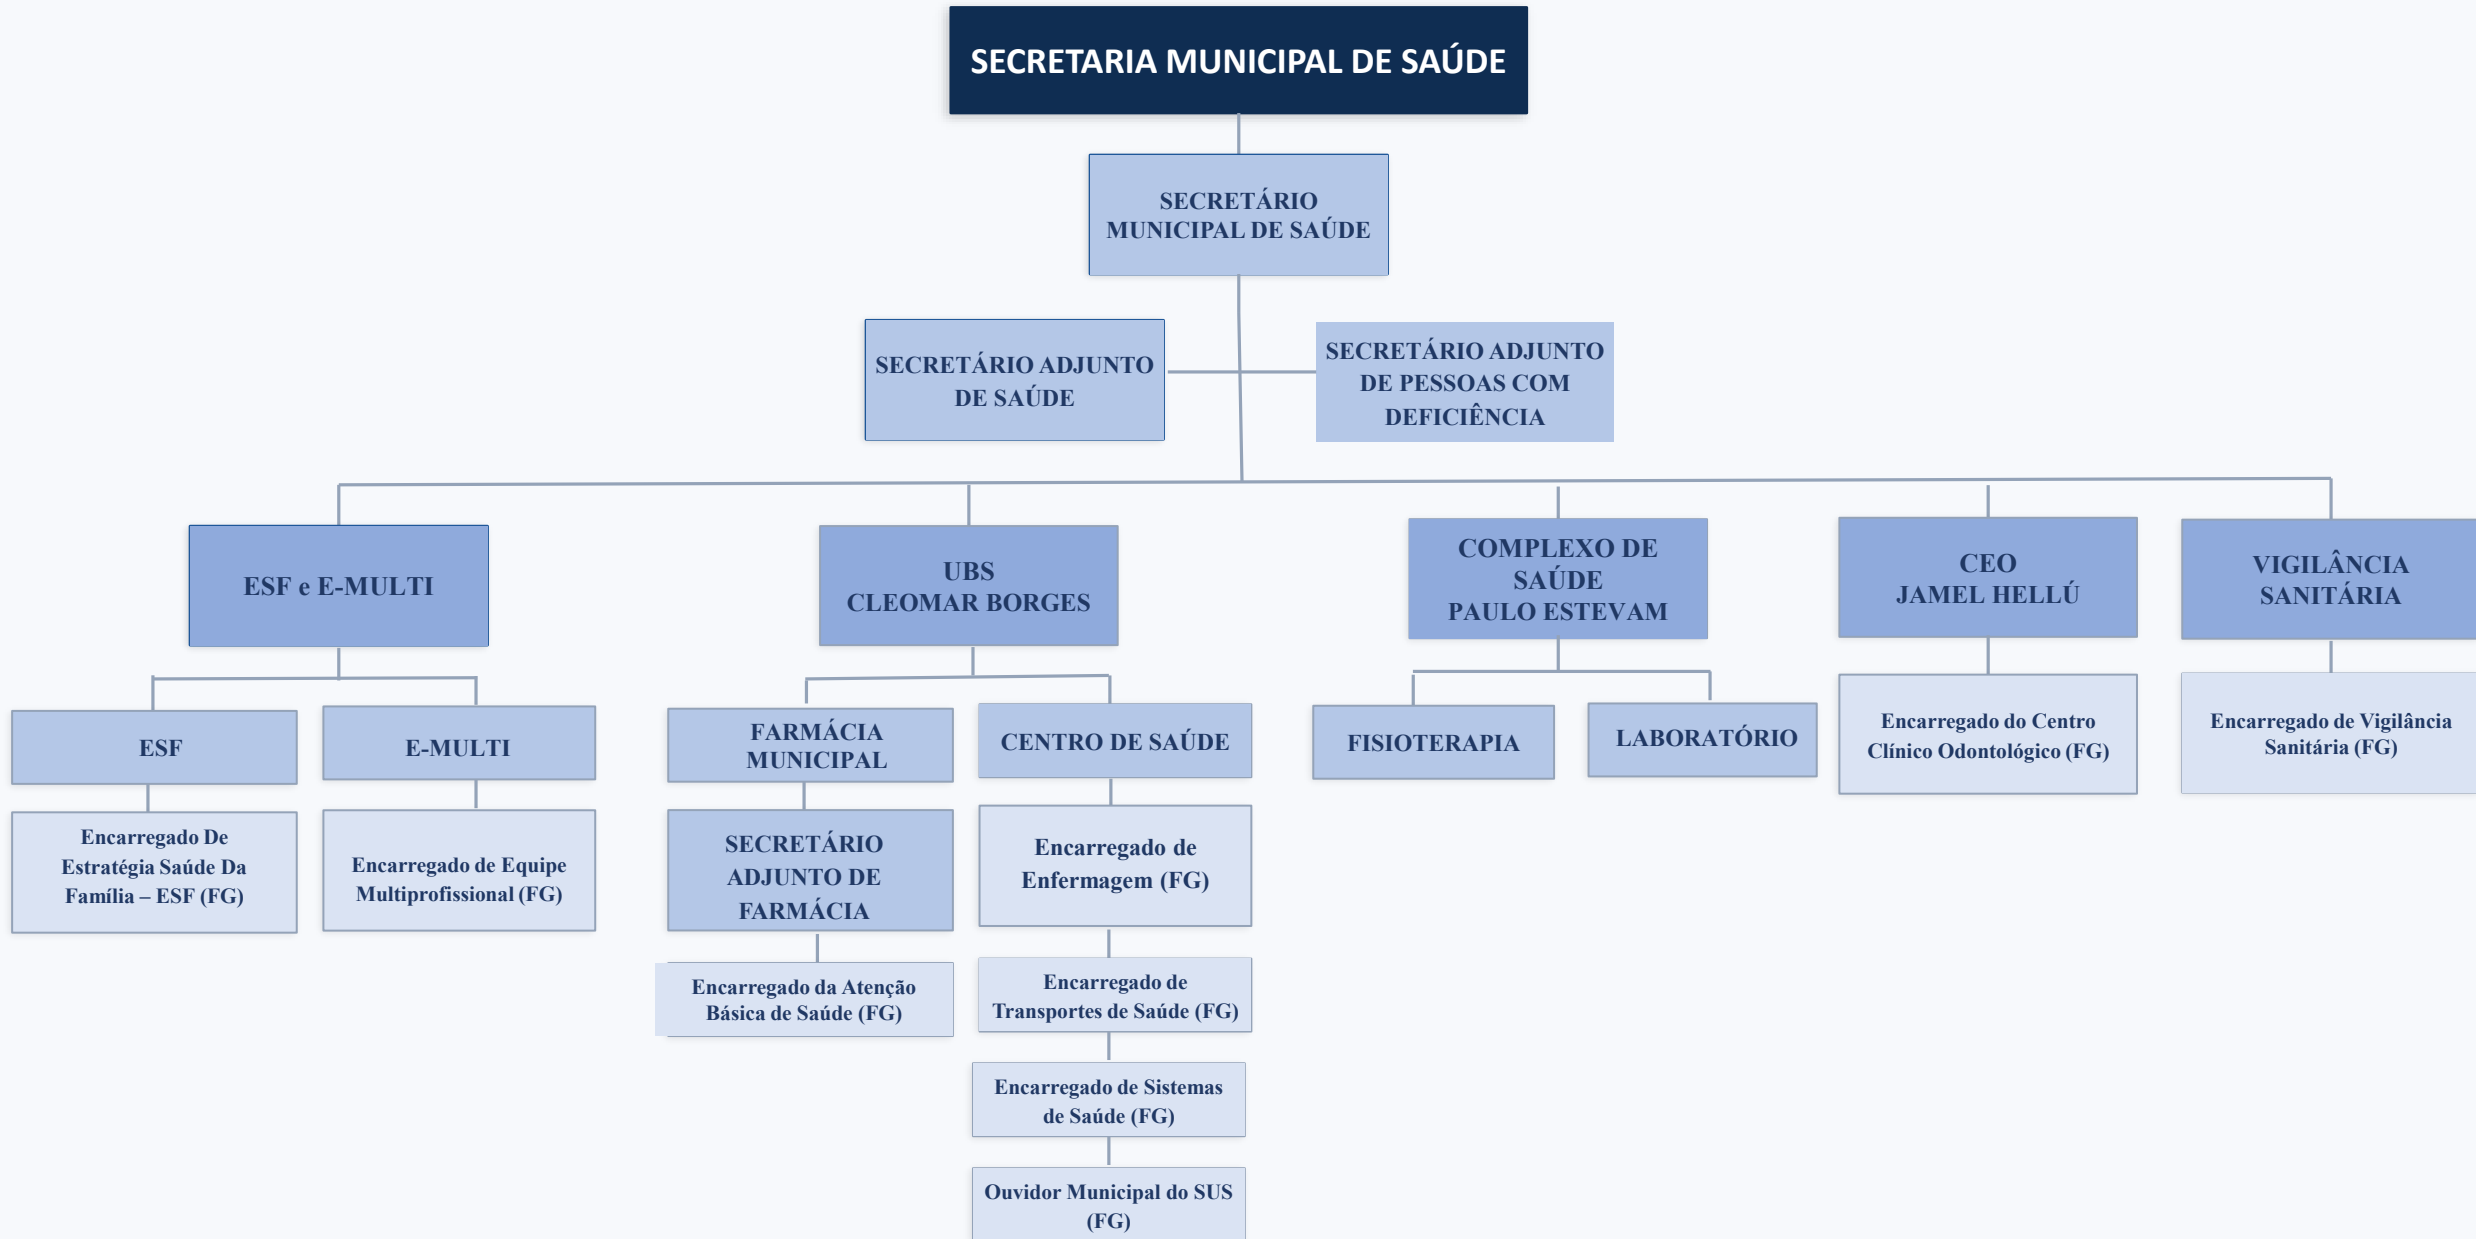 SECRETARIA MUNICIPAL DE SAÚDE
SECRETÁRIO
MUNICIPAL DE SAÚDE
SECRETÁRIO ADJUNTO
DE SAÚDE
SECRETÁRIO ADJUNTO
DE PESSOAS COM
DEFICIÊNCIA
ESF e E-MULTI
UBS
CLEOMAR BORGES
COMPLEXO DE
SAÚDE
PAULO ESTEVAM
CEO
JAMEL HELLÚ
VIGILÂNCIA
SANITÁRIA
ESF
E-MULTI
FARMÁCIA
MUNICIPAL
CENTRO DE SAÚDE
FISIOTERAPIA
LABORATÓRIO
Encarregado do Centro
Clínico Odontológico (FG)
Encarregado de Vigilância
Sanitária (FG)
Encarregado De
Estratégia Saúde Da
Família – ESF (FG)
Encarregado de Equipe
Multiprofissional (FG)
SECRETÁRIO
ADJUNTO DE
FARMÁCIA
Encarregado de
Enfermagem (FG)
Encarregado da Atenção
Básica de Saúde (FG)
Encarregado de
Transportes de Saúde (FG)
Encarregado de Sistemas
de Saúde (FG)
Ouvidor Municipal do SUS
(FG)